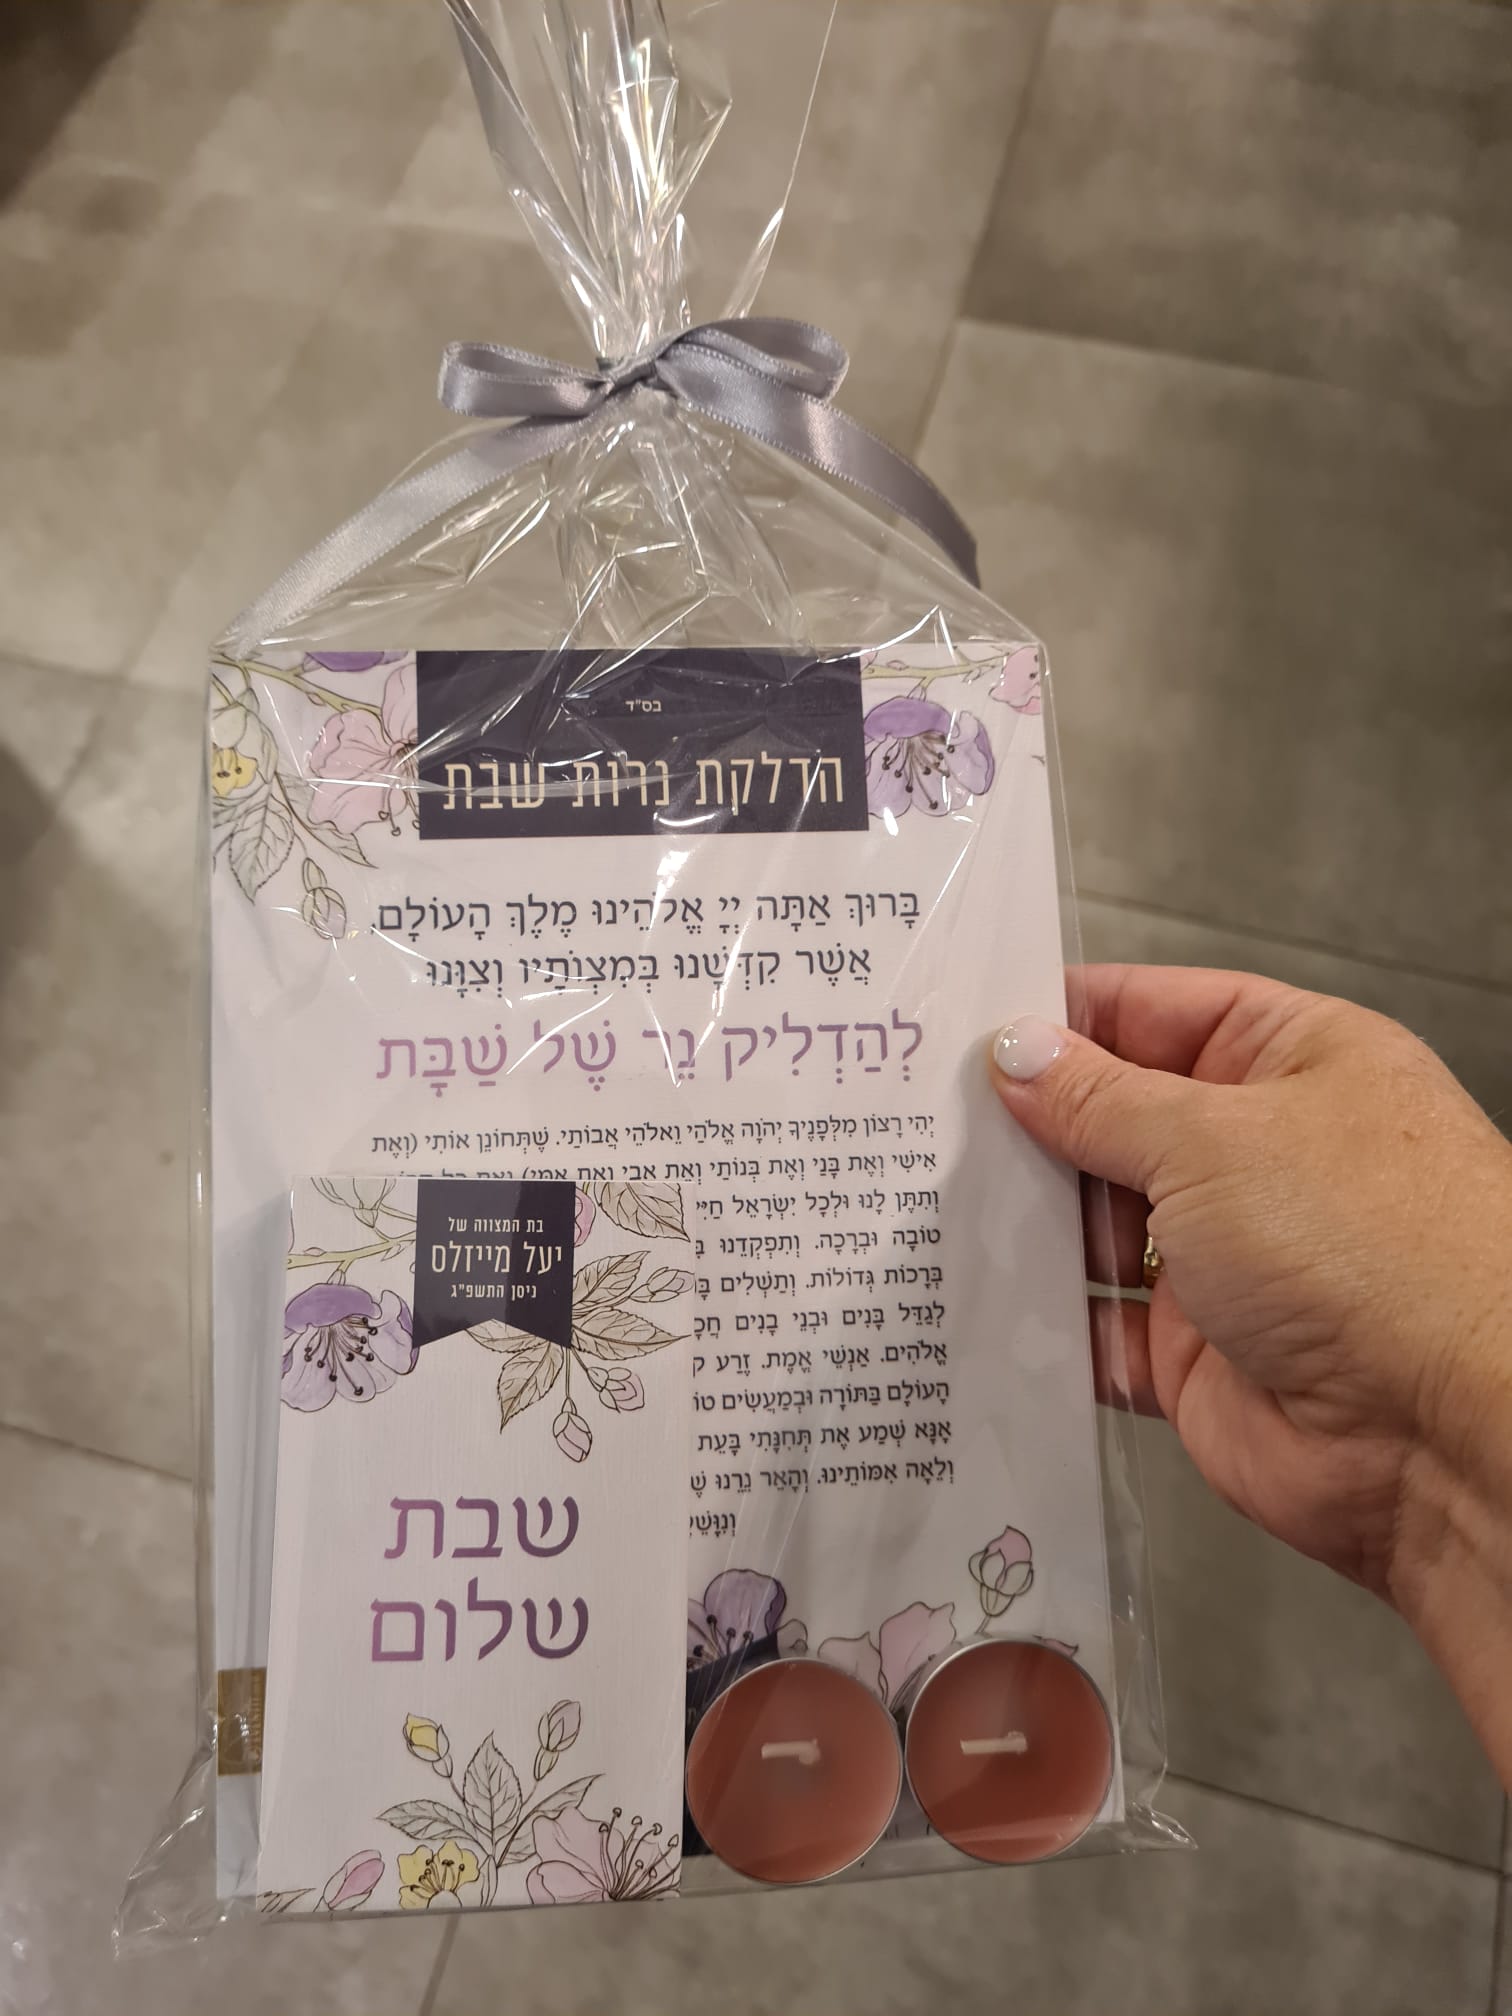 בס"ד
הדלקת נרות שבת
בָּרוּךְ אַתָּה יְיָ אֱלֹהֵינוּ מֶלֶךְ הָעוֹלָם.
אֲשֶׁר קִדְּשָׁנוּ בְּמִצְוֹתָיו וְצִוָּנוּ
לְהַדְלִיק נֵר שֶׁל שַׁבָּת
יְהִי רָצוֹן מִלְּפָנֶיךָ יְהֹוָה אֱלֹהַי וֵאלֹהֵי אֲבוֹתַי. שֶׁתְּחוֹנֵן אוֹתִי (וְאֶת
אִישִׁי וְאֶת בָּנַי וְאֶת בְּנוֹתַי וְאֶת אָבִי וְאֶת אִמִּי) וְאֶת כָּל
וְתִתֶּן לָנוּ וּלְכָל יִשְׂרָאֵל
טוֹבָה וּבְרָכָה. וְתִפְקְדֵנוּ
בְּרָכוֹת גְּדוֹלוֹת. וְתַשְׁלִים
לְגַדֵּל בָּנִים וּבְנֵי בָנִים
אֱלֹהִים. אַנְשֵׁי אֱמֶת. זֶרַע
הָעוֹלָם בַּתּוֹרָה וּבְמַעֲשִׂים
אָנָּא שְׁמַע אֶת תְּחִנָּתִי בָּעֵת
וְלֵאָה אִמּוֹתֵינוּ. וְהָאֵר נֵרֵנוּ
בת המצווה של
יעל מייזלס
ניסן התשפ"ג
שבת
שלום